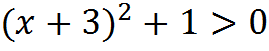 (x + 3)² + 1 > 0